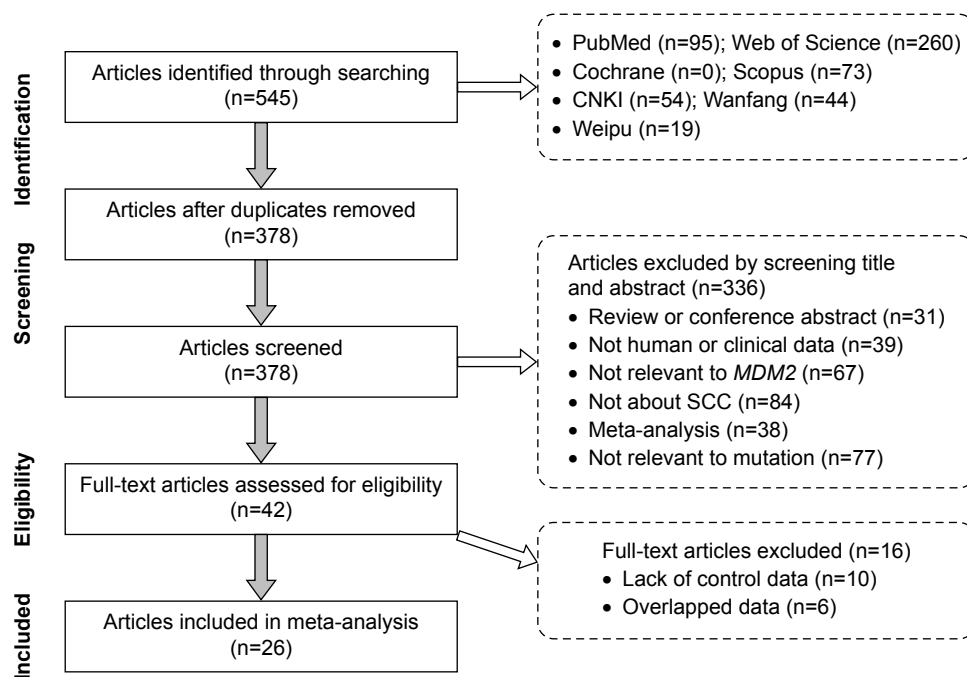 Identification
Screening
Eligibility
Included
Articles identified through searching
(n=545)
• PubMed (n=95); Web of Science (n=260)
• Cochrane (n=0); Scopus (n=73)
• CNKI (n=54); Wanfang (n=44)
• Weipu (n=19)
Articles after duplicates removed
(n=378)
Articles screened
(n=378)
Articles excluded by screening title
and abstract (n=336)
• Review or conference abstract (n=31)
• Not human or clinical data (n=39)
• Not relevant to MDM2 (n=67)
• Not about SCC (n=84)
• Meta-analysis (n=38)
• Not relevant to mutation (n=77)
Full-text articles assessed for eligibility
(n=42)
Full-text articles excluded (n=16)
• Lack of control data (n=10)
• Overlapped data (n=6)
Articles included in meta-analysis
(n=26)